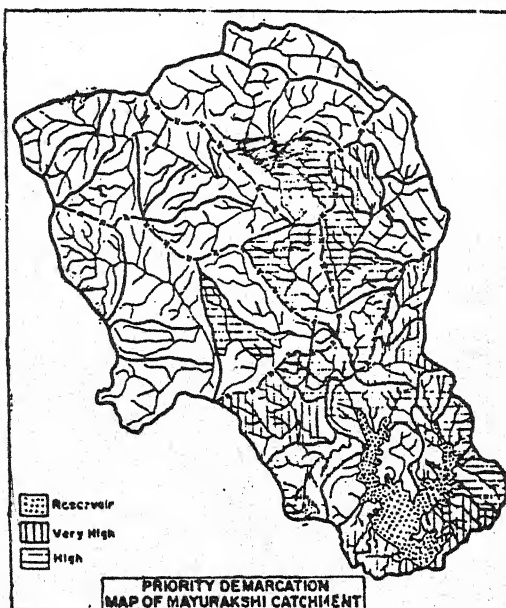 Reservoir
Very High
High
PRIORITY DEMARCATION
MAP OF MAYURAKSHI CATCHMENT